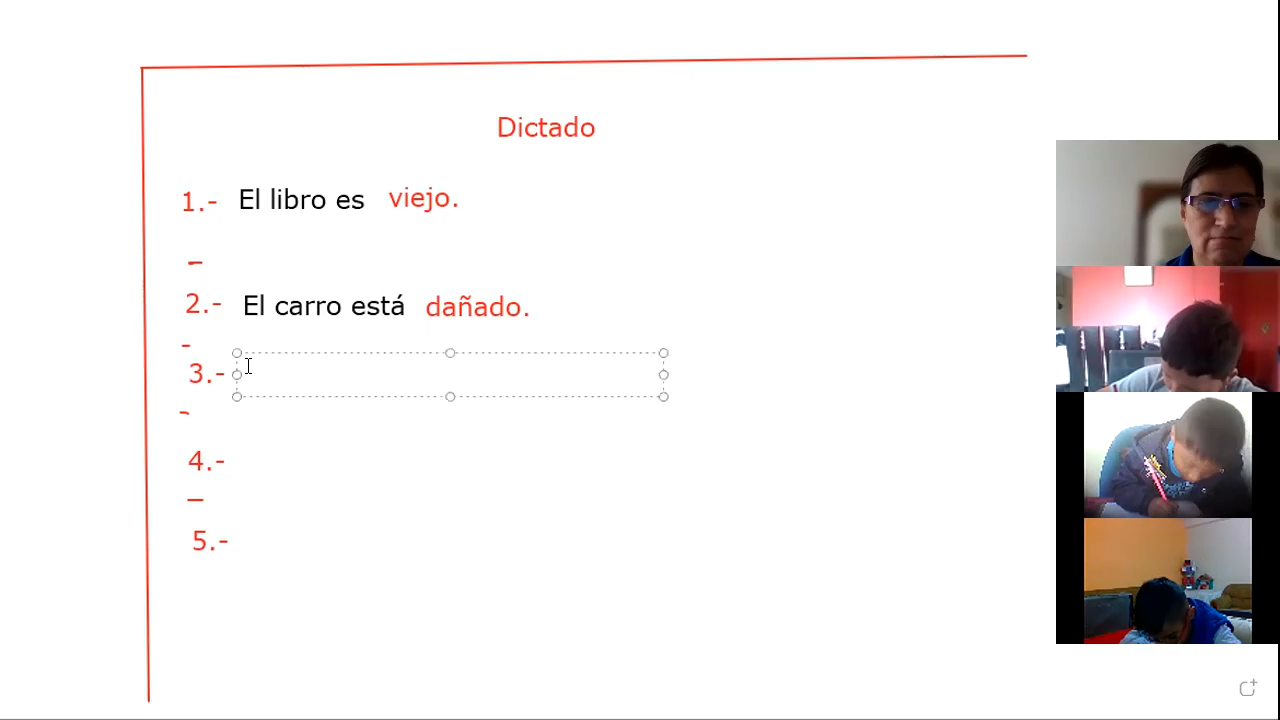 Dictado
1.- El libro es viejo.
2.- El carro está dañado.
3.-
4.-
5.-